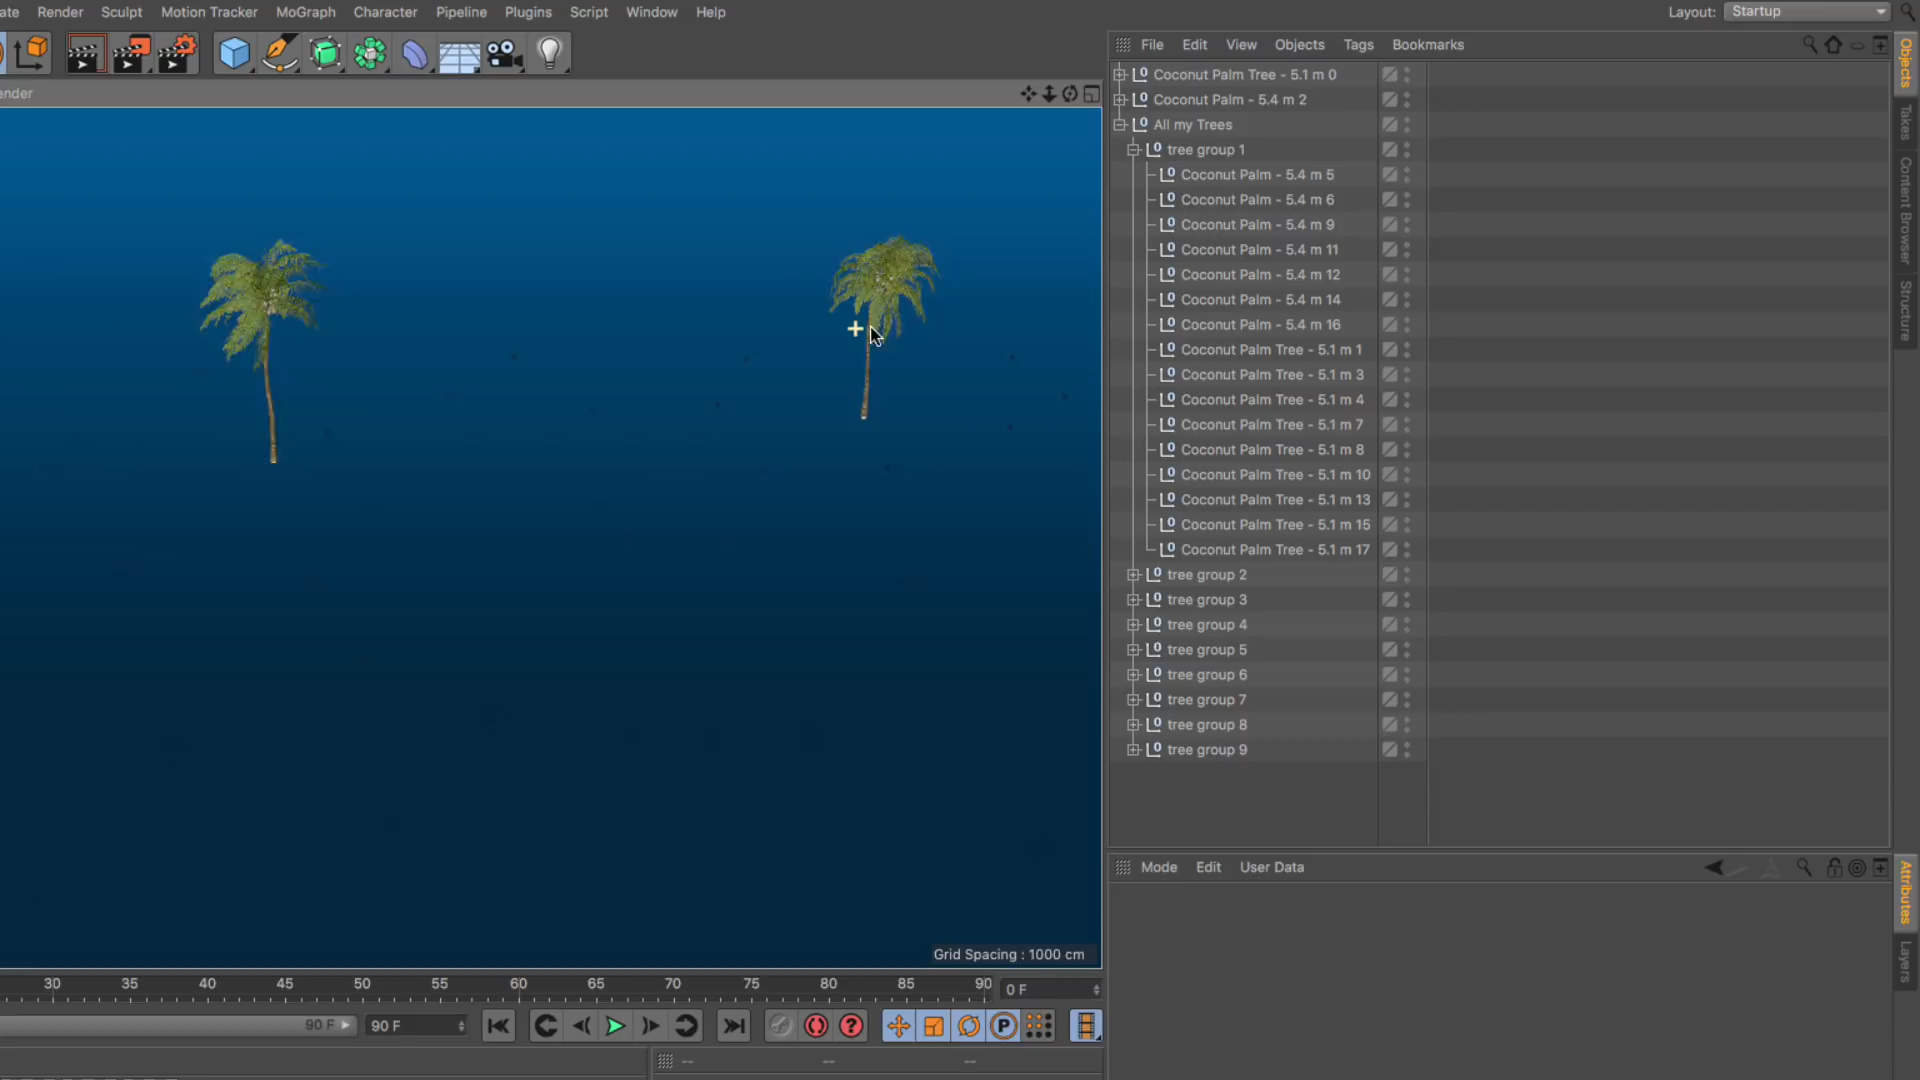 ate Render Sculpt Motion Tracker MoGraph Character Pipeline Plugins Script Window Help
Layout: Startup
File Edit View Objects Tags Bookmarks
ender
Coconut Palm Tree - 5.1 m 0
Coconut Palm - 5.4 m 2
All my Trees
tree group 1
Coconut Palm - 5.4 m 5
Coconut Palm - 5.4 m 6
Coconut Palm - 5.4 m 9
Coconut Palm - 5.4 m 11
Coconut Palm - 5.4 m 12
Coconut Palm - 5.4 m 14
Coconut Palm - 5.4 m 16
Coconut Palm Tree - 5.1 m 1
Coconut Palm Tree - 5.1 m 3
Coconut Palm Tree - 5.1 m 4
Coconut Palm Tree - 5.1 m 7
Coconut Palm Tree - 5.1 m 8
Coconut Palm Tree - 5.1 m 10
Coconut Palm Tree - 5.1 m 13
Coconut Palm Tree - 5.1 m 15
Coconut Palm Tree - 5.1 m 17
tree group 2
tree group 3
tree group 4
tree group 5
tree group 6
tree group 7
tree group 8
tree group 9
Objects
Takes
Content Browser
Structure
Mode Edit User Data
Attributes
Layers
Grid Spacing : 1000 cm
30 35 40 45 50 55 60 65 70 75 80 85 90
0 F
90 F
90 F
-- -- --